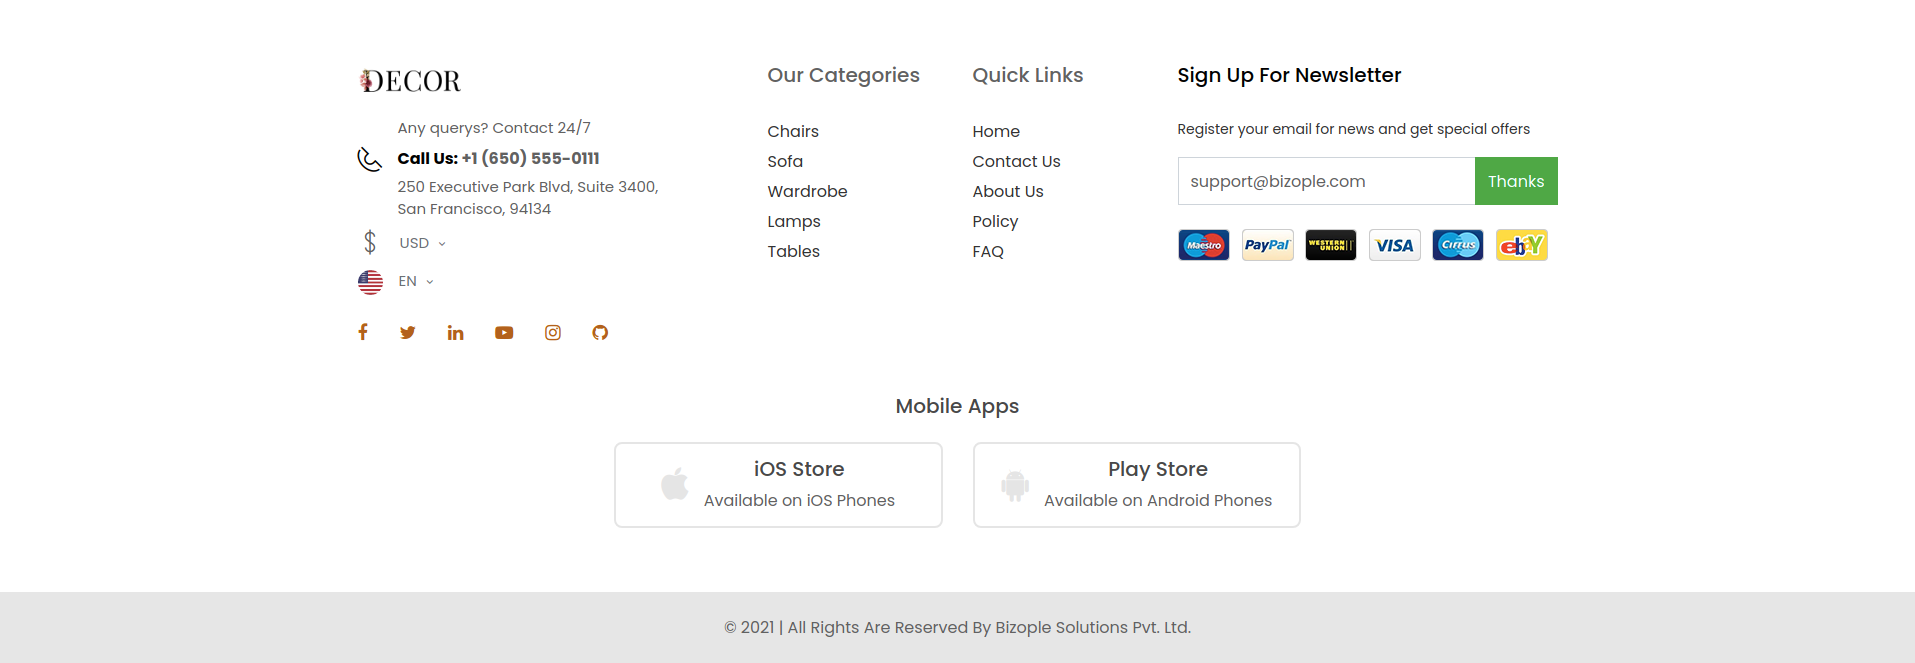 DECOR
Any querys? Contact 24/7
Call Us: +1 (650) 555-0111
250 Executive Park Blvd, Suite 3400,
San Francisco, 94134
$ USD
EN
Our Categories
Chairs
Sofa
Wardrobe
Lamps
Tables
Quick Links
Home
Contact Us
About Us
Policy
FAQ
Sign Up For Newsletter
Register your email for news and get special offers
support@bizople.com Thanks
Maestro PayPal WESTERN UNION VISA Cirrus ebY
Mobile Apps
iOS Store
Available on iOS Phones
Play Store
Available on Android Phones
© 2021 | All Rights Are Reserved By Bizople Solutions Pvt. Ltd.